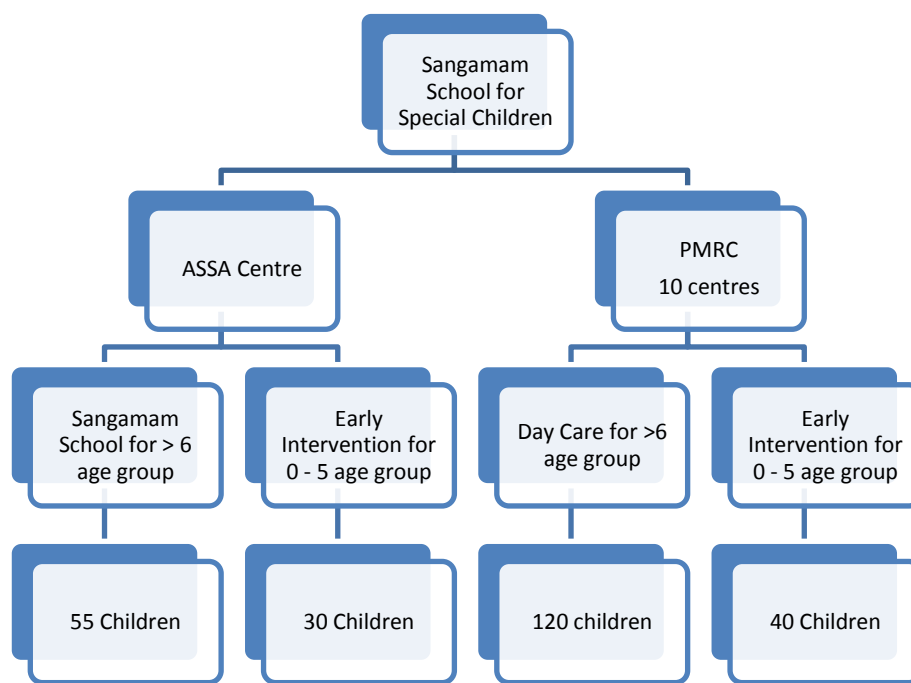 Sangamam
School for
Special Children
ASSA Centre
PMRC
10 centres
Sangamam
School for > 6
age group
Early
Intervention for
0 - 5 age group
Day Care for >6
age group
Early
Intervention for
0 - 5 age group
55 Children
30 Children
120 children
40 Children